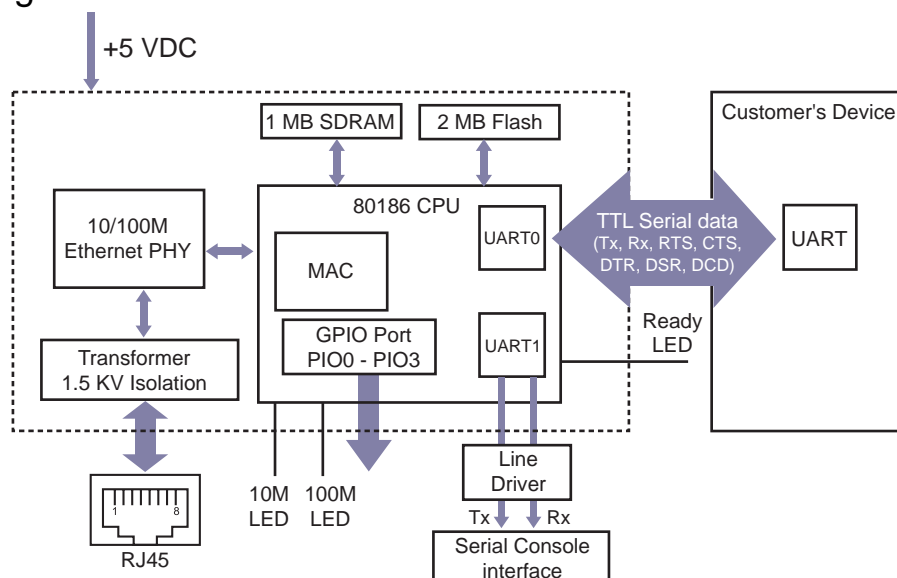 +5 VDC
1 MB SDRAM
2 MB Flash
Customer's Device
80186 CPU
10/100M
Ethernet PHY
MAC
UART0
TTL Serial data
(Tx, Rx, RTS, CTS,
DTR, DSR, DCD)
UART
GPIO Port
PIO0 - PIO3
UART1
Ready
LED
Transformer
1.5 KV Isolation
Line
Driver
1
8
RJ45
10M
LED
100M
LED
Tx
Rx
Serial Console
interface